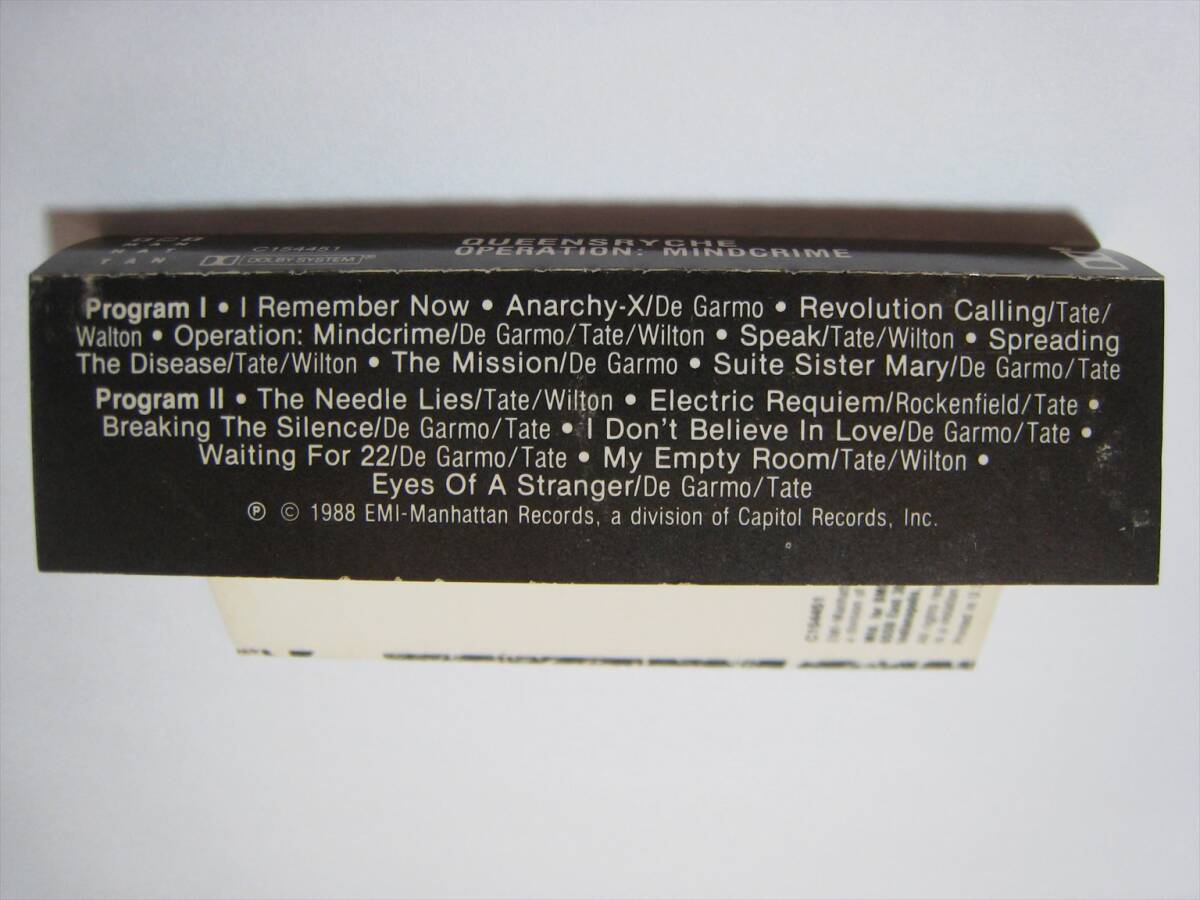 MAN
HAT
TAN
C154451
DOLBY SYSTEM®
QUEENSRYCHE
OPERATION: MINDCRIME
Program I • I Remember Now • Anarchy-X/De Garmo • Revolution Calling/Tate/
Walton • Operation: Mindcrime/De Garmo/Tate/Wilton • Speak/Tate/Wilton • Spreading
The Disease/Tate/Wilton • The Mission/De Garmo • Suite Sister Mary/De Garmo/Tate
Program II • The Needle Lies/Tate/Wilton • Electric Requiem/Rockenfield/Tate •
Breaking The Silence/De Garmo/Tate • I Don't Believe In Love/De Garmo/Tate •
Waiting For 22/De Garmo/Tate • My Empty Room/Tate/Wilton •
Eyes Of A Stranger/De Garmo/Tate
℗ © 1988 EMI-Manhattan Records, a division of Capitol Records, Inc.
C154451